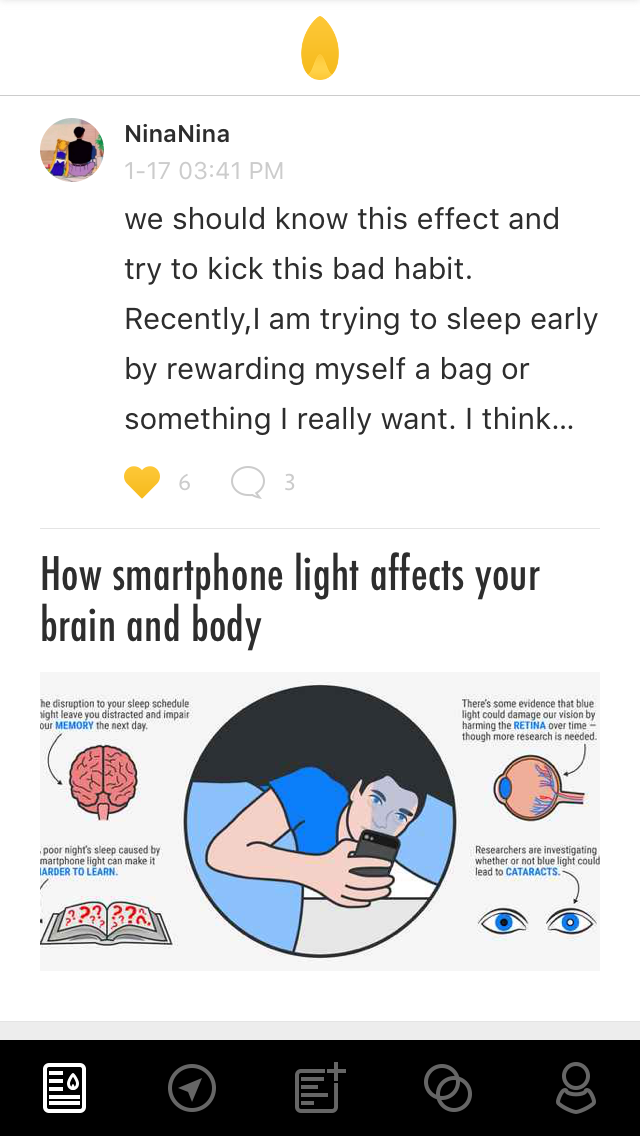 NinaNina
1-17 03:41 PM
we should know this effect and
try to kick this bad habit.
Recently,I am trying to sleep early
by rewarding myself a bag or
something I really want. I think...
6
3
How smartphone light affects your
brain and body
he disruption to your sleep schedule
ight leave you distracted and impair
our MEMORY the next day.
There's some evidence that blue
light could damage our vision by
harming the RETINA over time –
though more research is needed.
poor night's sleep caused by
martphone light can make it
ARDER TO LEARN.
Researchers are investigating
whether or not blue light could
lead to CATARACTS.
???
???